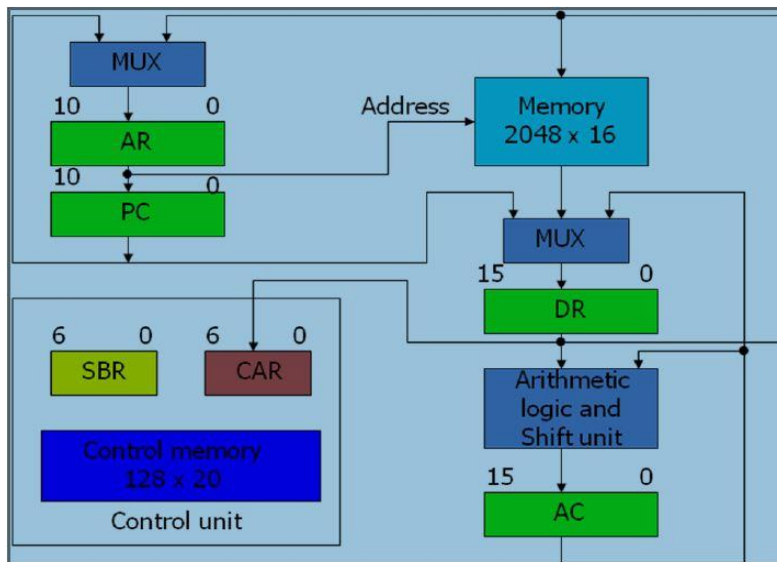 MUX
10 0
AR
10 0
PC
Address
Memory
2048 x 16
MUX
15 0
DR
6 0
SBR
6 0
CAR
Control memory
128 x 20
Control unit
Arithmetic
logic and
Shift unit
15 0
AC